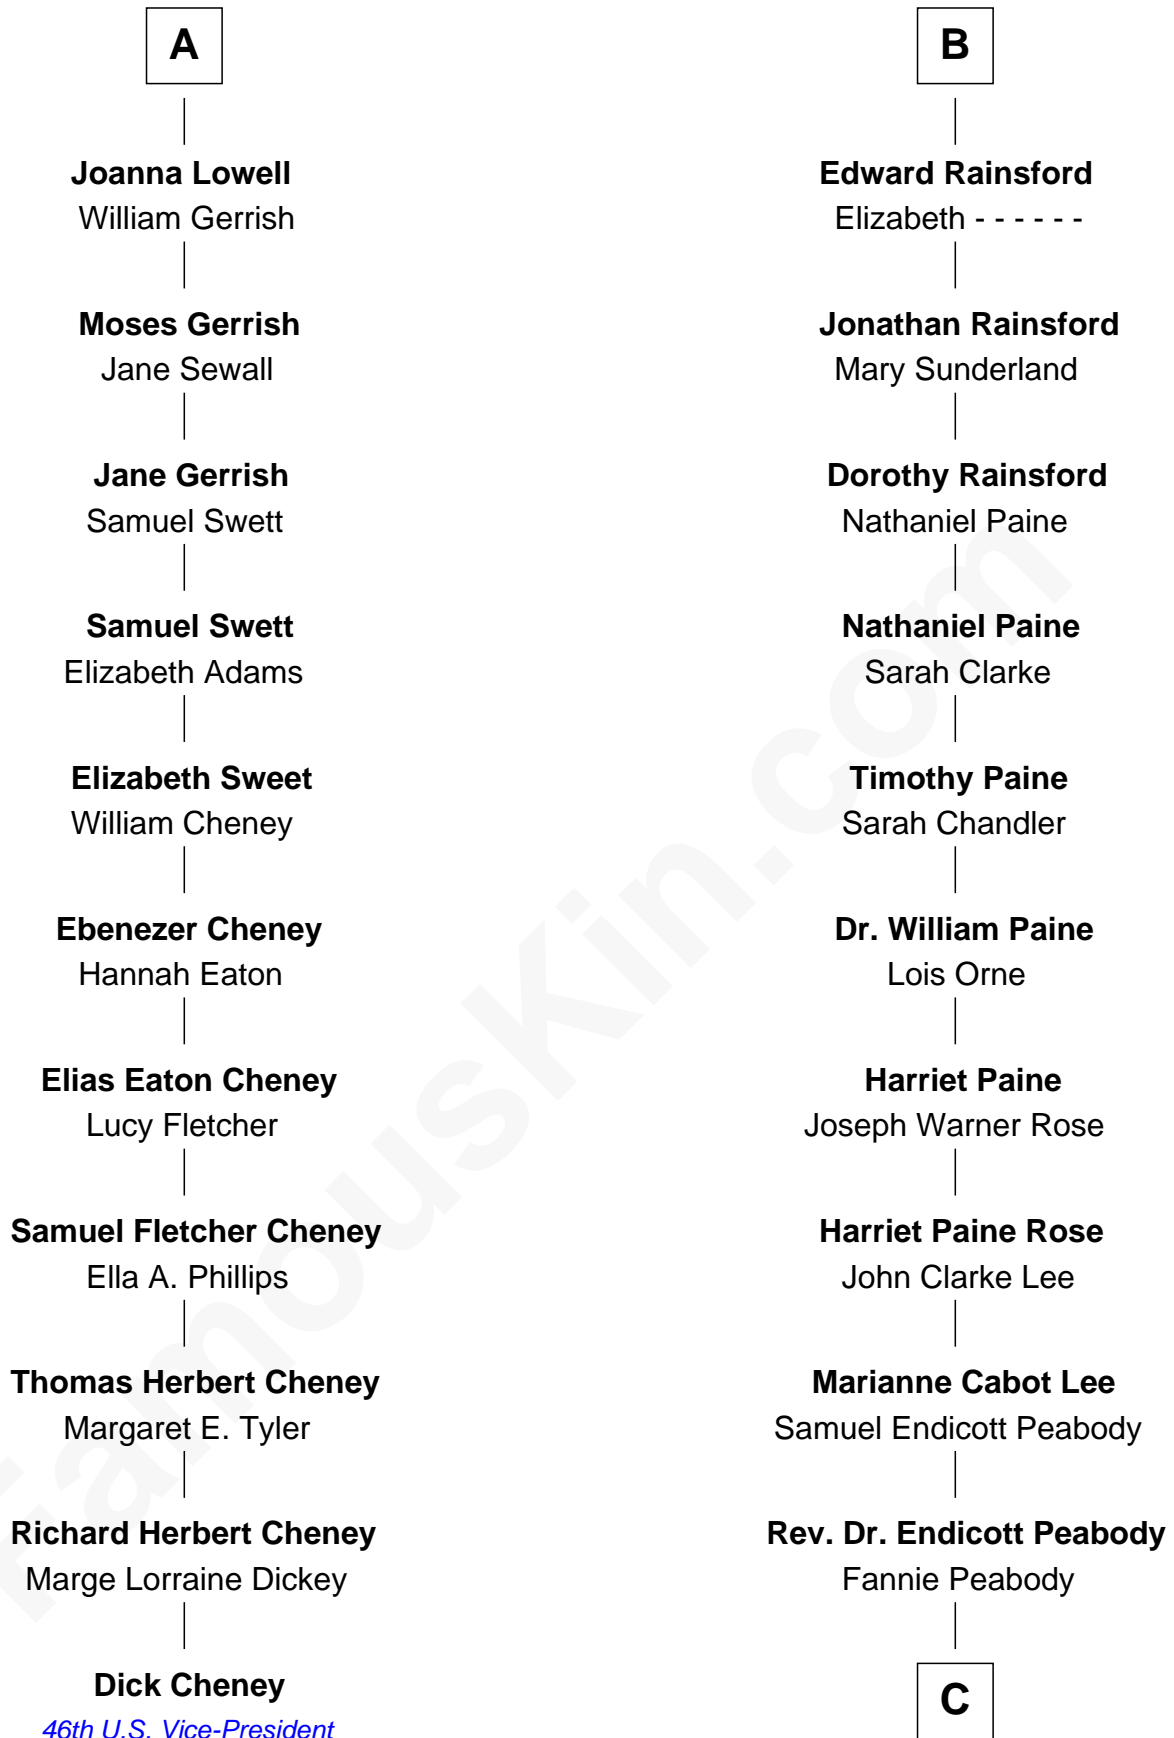 A
Joanna Lowell
William Gerrish
Moses Gerrish
Jane Sewall
Jane Gerrish
Samuel Swett
Samuel Swett
Elizabeth Adams
Elizabeth Sweet
William Cheney
Ebenezer Cheney
Hannah Eaton
Elias Eaton Cheney
Lucy Fletcher
Samuel Fletcher Cheney
Ella A. Phillips
Thomas Herbert Cheney
Margaret E. Tyler
Richard Herbert Cheney
Marge Lorraine Dickey
Dick Cheney
46th U.S. Vice-President
B
Edward Rainsford
Elizabeth - - - - - -
Jonathan Rainsford
Mary Sunderland
Dorothy Rainsford
Nathaniel Paine
Nathaniel Paine
Sarah Clarke
Timothy Paine
Sarah Chandler
Dr. William Paine
Lois Orne
Harriet Paine
Joseph Warner Rose
Harriet Paine Rose
John Clarke Lee
Marianne Cabot Lee
Samuel Endicott Peabody
Rev. Dr. Endicott Peabody
Fannie Peabody
C
FamousKin.com